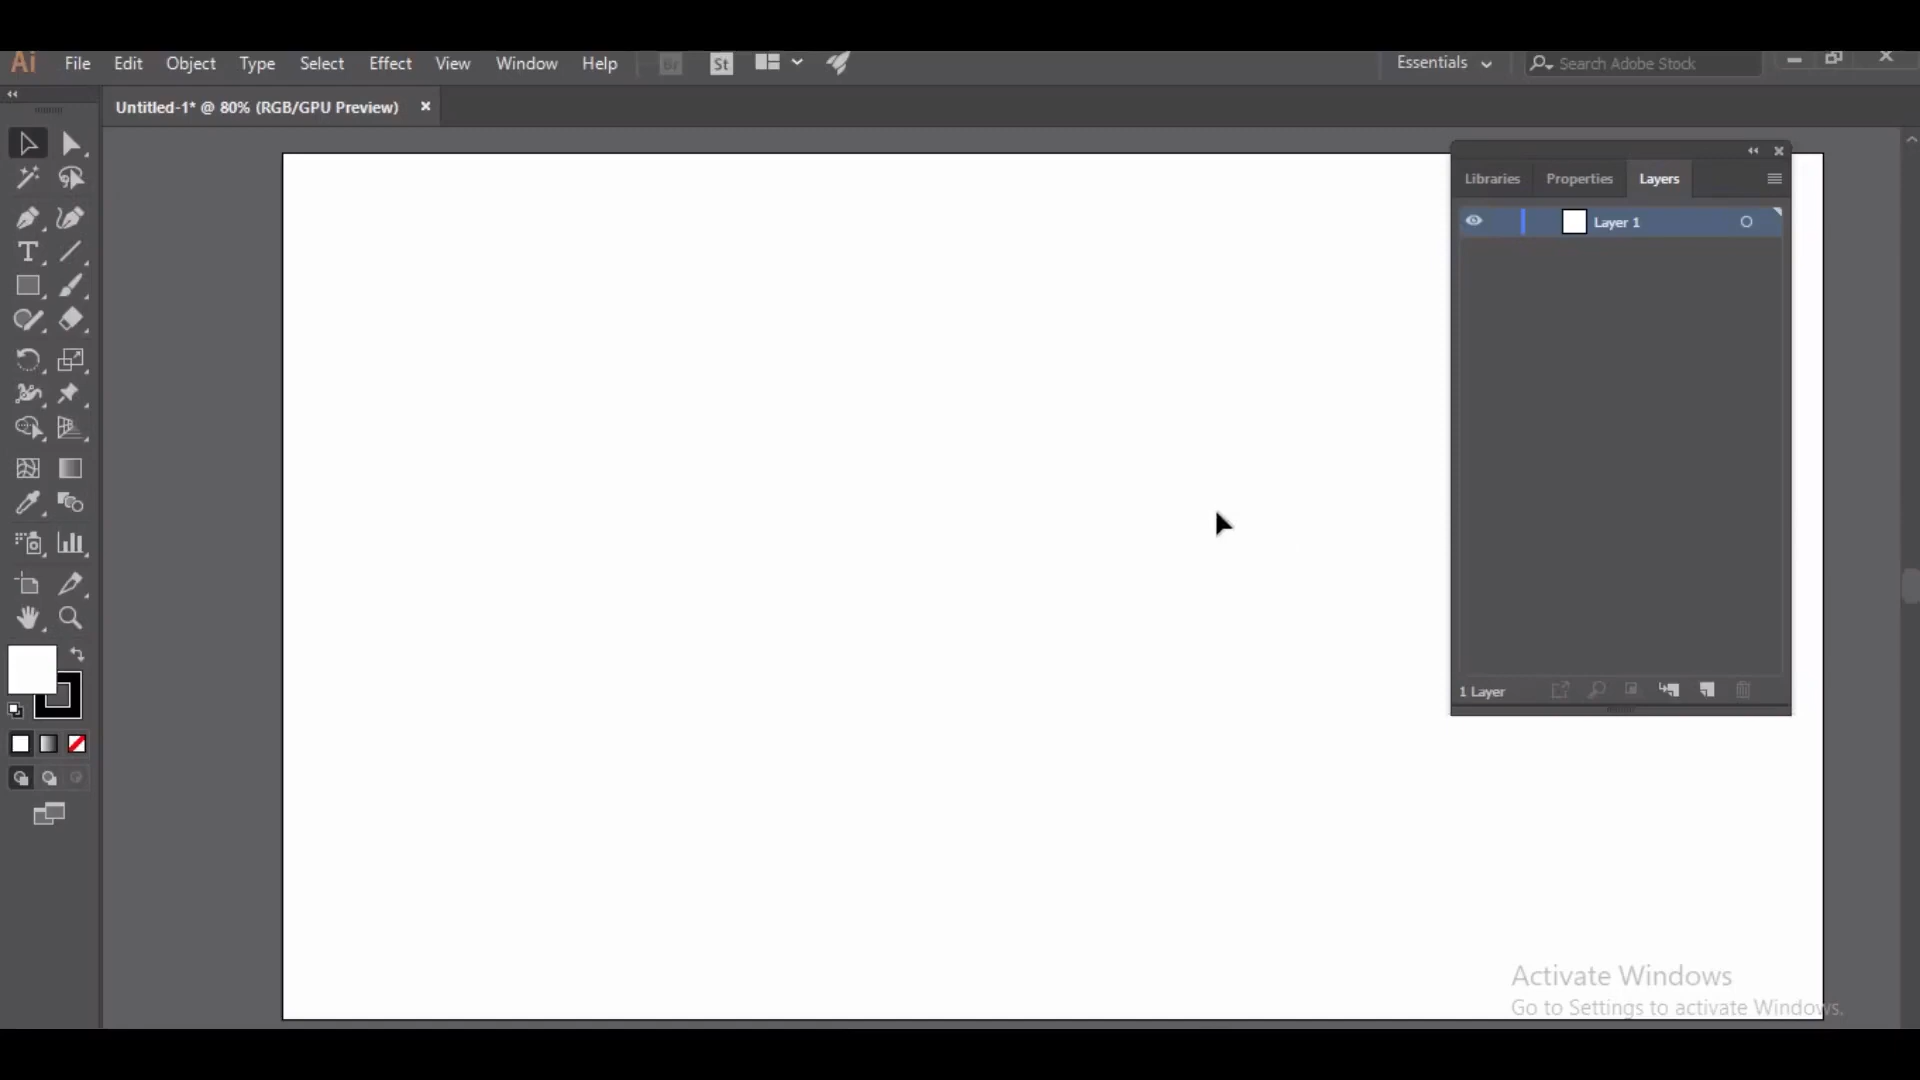 Ai File Edit Object Type Select Effect View Window Help Br St Essentials Search Adobe Stock
Untitled-1* @ 80% (RGB/GPU Preview)
Libraries Properties Layers
Layer 1
1 Layer
Activate Windows
Go to Settings to activate Windows.